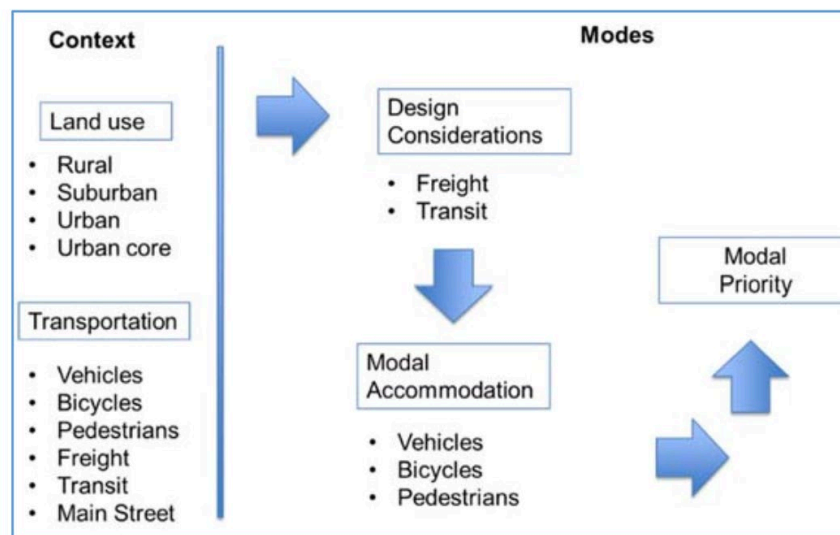 Context
Land use
• Rural
• Suburban
• Urban
• Urban core
Transportation
• Vehicles
• Bicycles
• Pedestrians
• Freight
• Transit
• Main Street
Modes
Design
Considerations
• Freight
• Transit
Modal
Accommodation
• Vehicles
• Bicycles
• Pedestrians
Modal
Priority